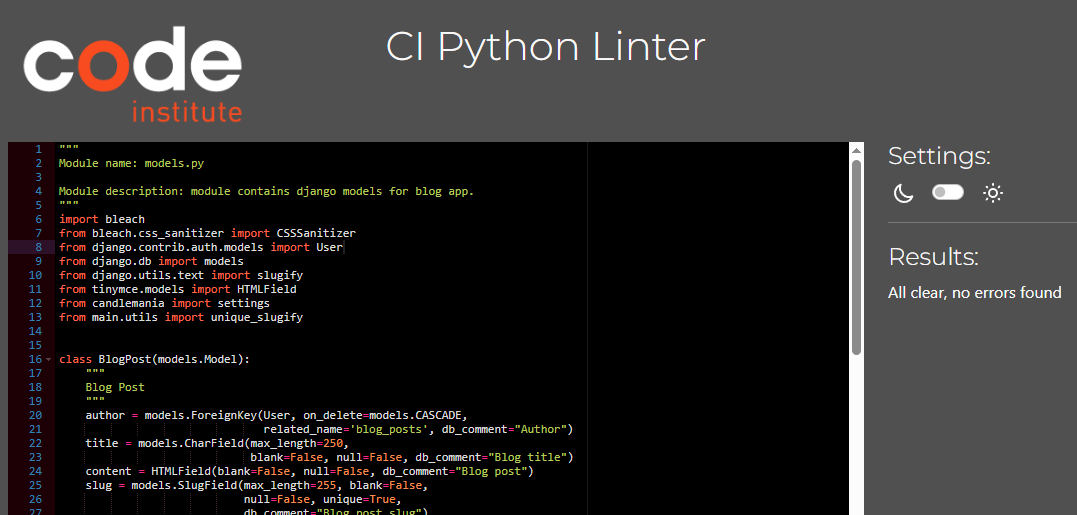 code
institute
CI Python Linter
1 """
2 Module name: models.py
3
4 Module description: module contains django models for blog app.
5 """
6 import bleach
7 from bleach.css_sanitizer import CSSSanitizer
8 from django.contrib.auth.models import User
9 from django.db import models
10 from django.utils.text import slugify
11 from tinymce.models import HTMLField
12 from candlemania import settings
13 from main.utils import unique_slugify
14
15
16 class BlogPost(models.Model):
17     """
18     Blog Post
19     """
20     author = models.ForeignKey(User, on_delete=models.CASCADE,
21                                related_name='blog_posts', db_comment="Author")
22     title = models.CharField(max_length=250,
23                              blank=False, null=False, db_comment="Blog title")
24     content = HTMLField(blank=False, null=False, db_comment="Blog post")
25     slug = models.SlugField(max_length=255, blank=False,
26                             null=False, unique=True,
27                             db_comment="Blog post slug")
Settings:
Results:
All clear, no errors found